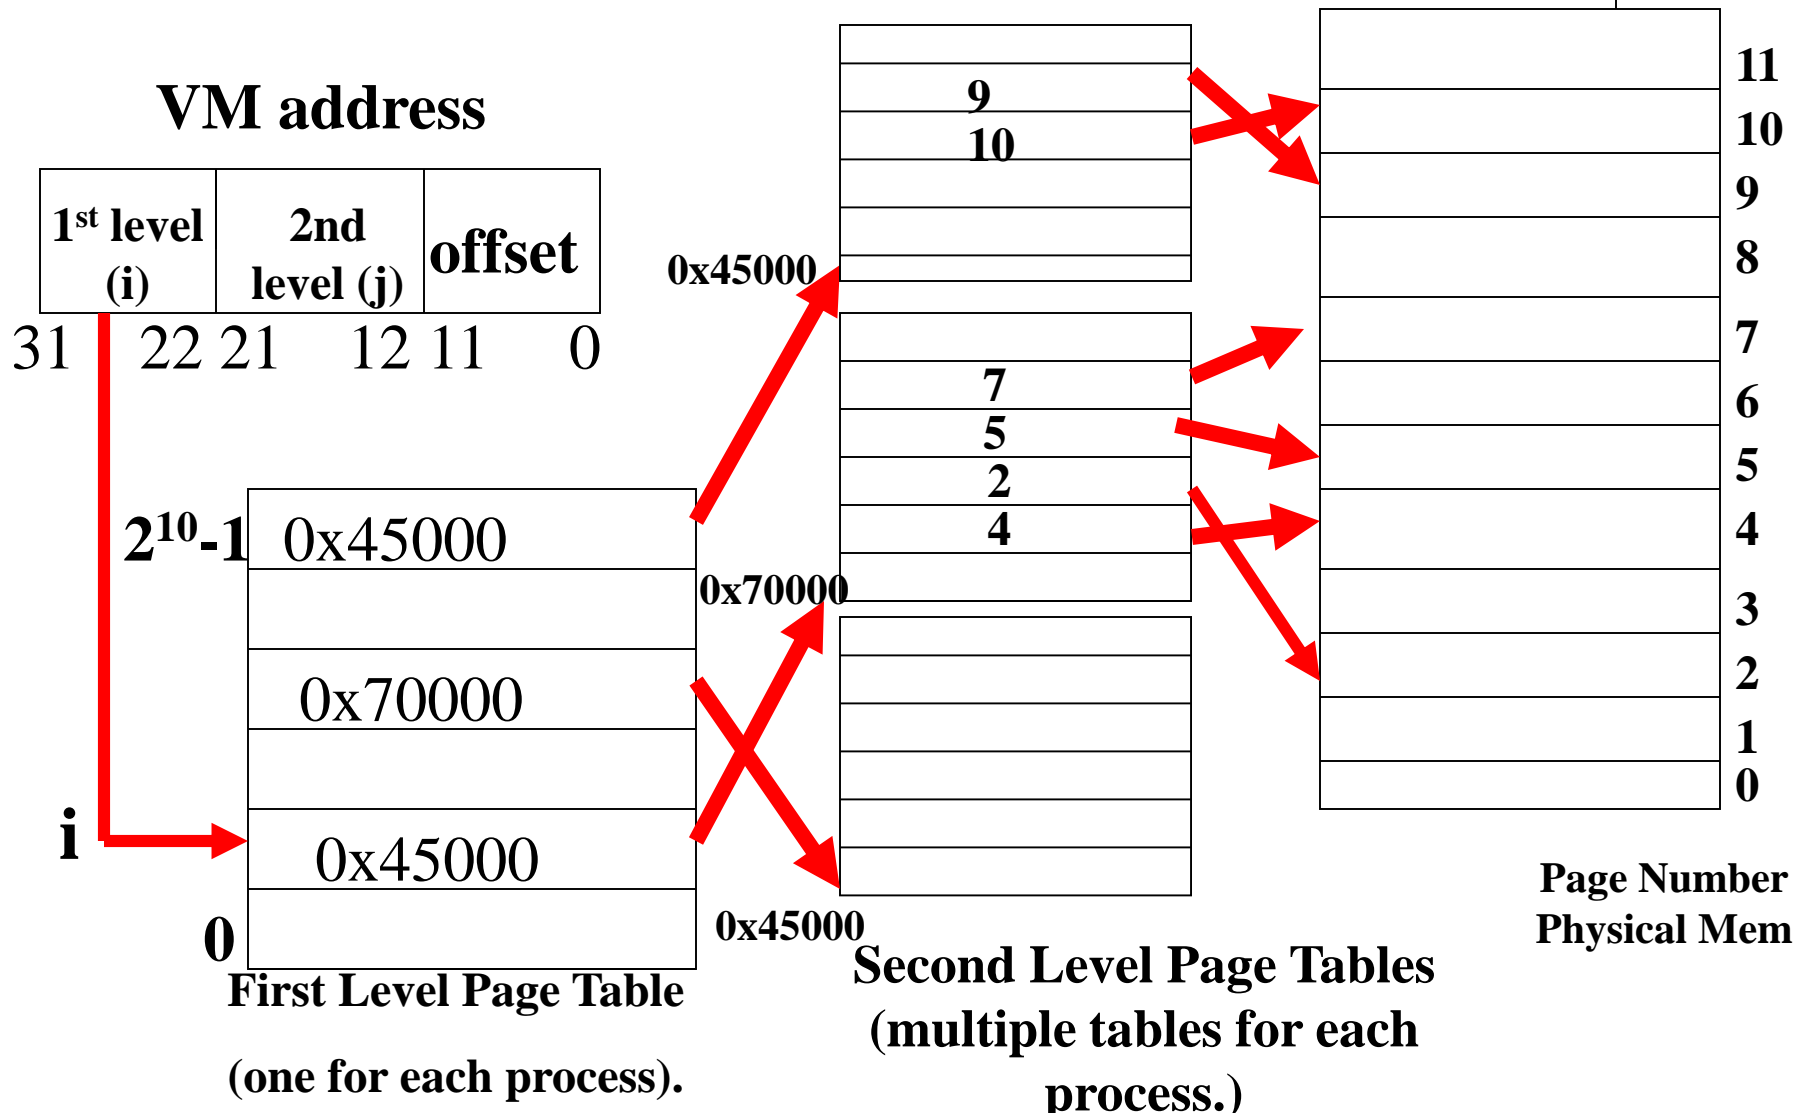 VM address
1st level (i)
2nd level (j)
offset
31 22 21 12 11 0
210-1
0x45000
0x70000
i
0x45000
0
First Level Page Table
(one for each process).
0x45000
9
10
0x70000
7
5
2
4
0x45000
Second Level Page Tables
(multiple tables for each
process.)
11
10
9
8
7
6
5
4
3
2
1
0
Page Number
Physical Mem